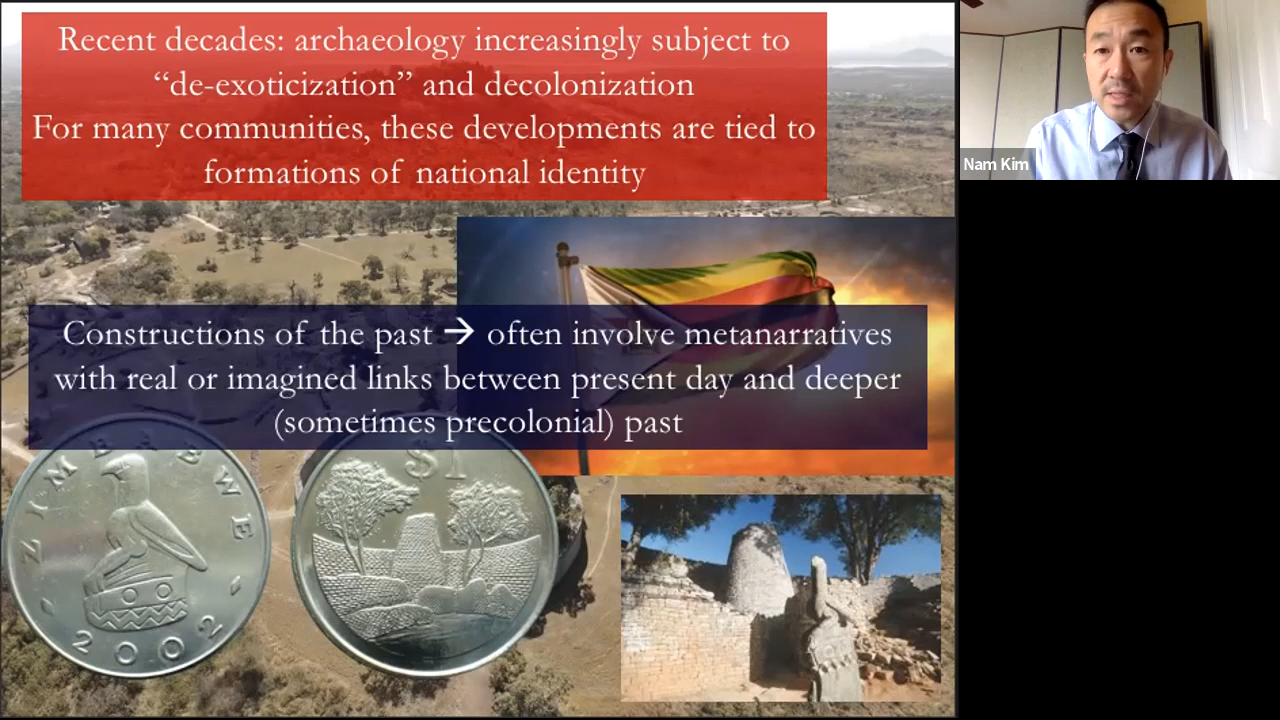 Recent decades: archaeology increasingly subject to
“de-exoticization” and decolonization
For many communities, these developments are tied to
formations of national identity
Nam Kim
Constructions of the past → often involve metanarratives
with real or imagined links between present day and deeper
(sometimes precolonial) past
$1
2002